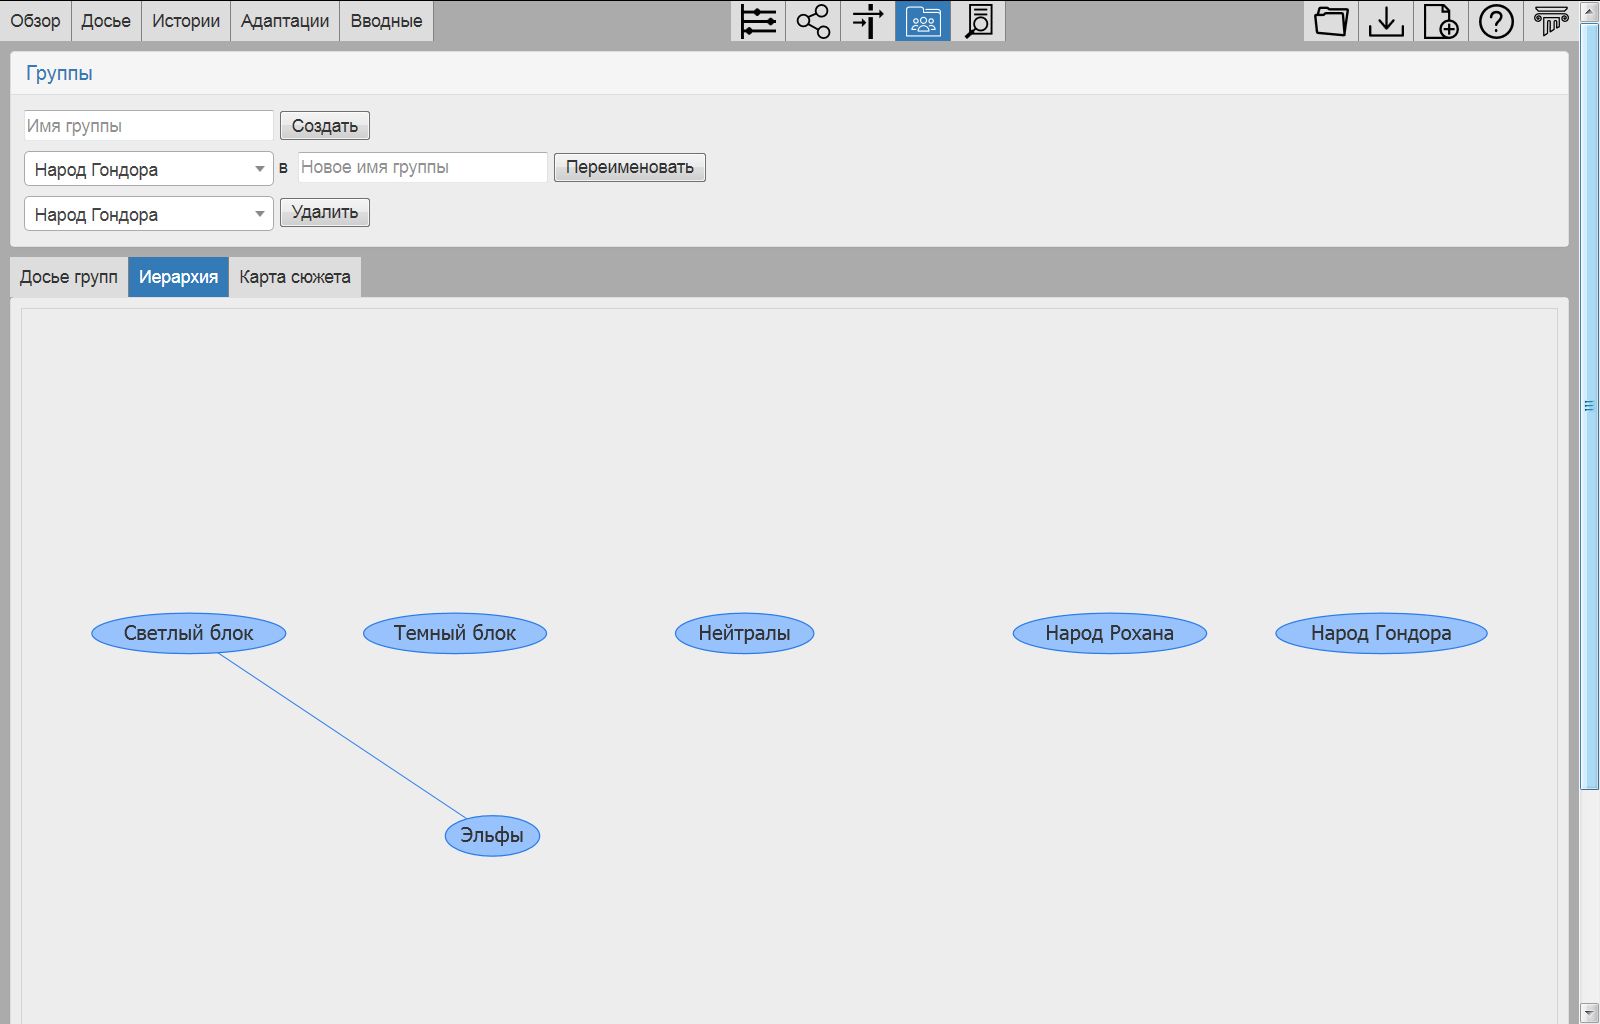 Обзор Досье Истории Адаптации Вводные
Группы
Имя группы Создать
Народ Гондора в Новое имя группы Переименовать
Народ Гондора Удалить
Досье групп Иерархия Карта сюжета
Светлый блок Темный блок Нейтралы Народ Рохана Народ Гондора
Эльфы